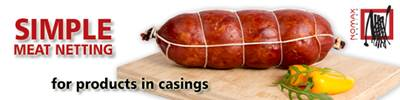 SIMPLE
MEAT NETTING
for products in casings
NOMAX